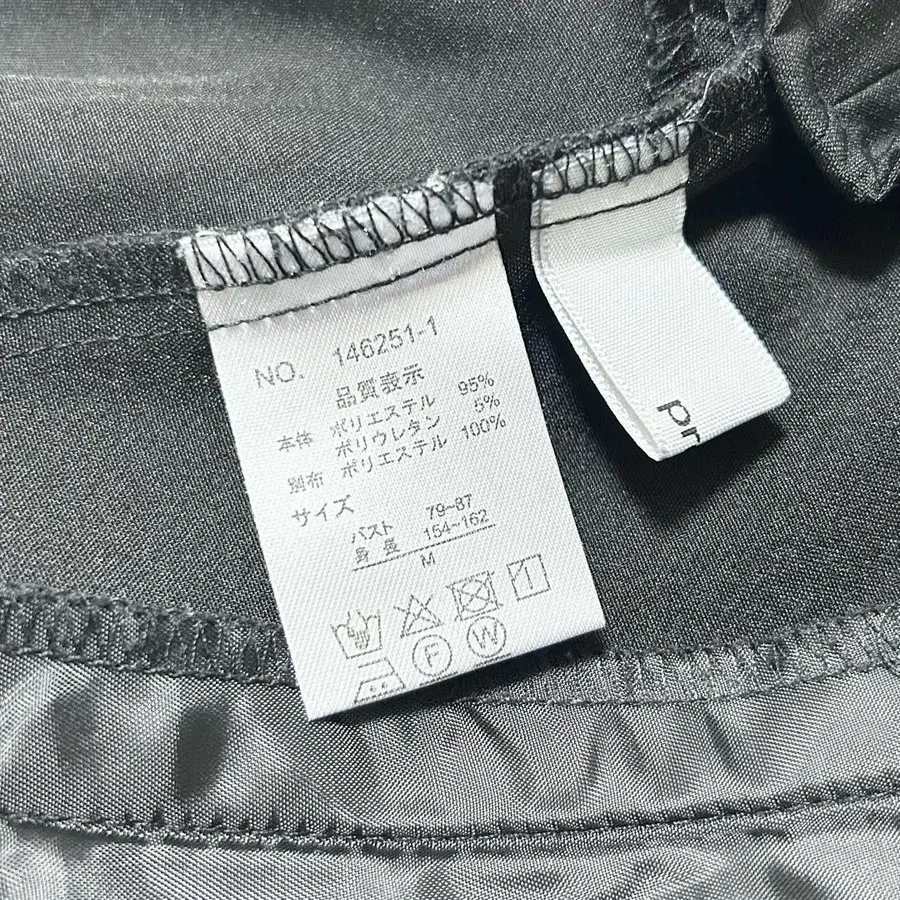 NO. 146251-1
品質表示
本体 ポリエステル 95%
ポリウレタン 5%
別布 ポリエステル 100%
サイズ
バスト 79~87
身長 154~162
M
F W
pr